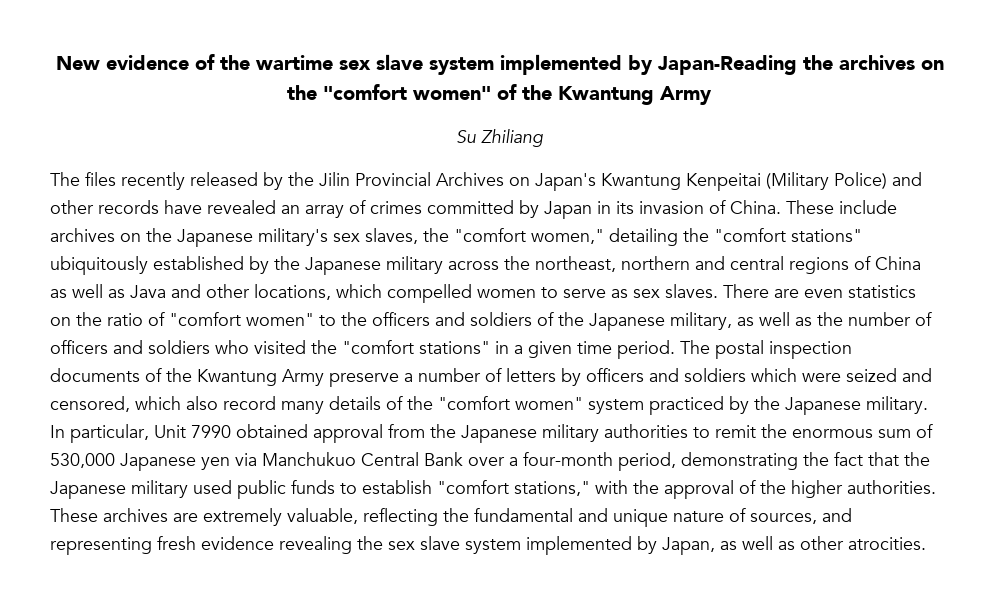 New evidence of the wartime sex slave system implemented by Japan-Reading the archives on
the "comfort women" of the Kwantung Army
Su Zhiliang
The files recently released by the Jilin Provincial Archives on Japan's Kwantung Kenpeitai (Military Police) and
other records have revealed an array of crimes committed by Japan in its invasion of China. These include
archives on the Japanese military's sex slaves, the "comfort women," detailing the "comfort stations"
ubiquitously established by the Japanese military across the northeast, northern and central regions of China
as well as Java and other locations, which compelled women to serve as sex slaves. There are even statistics
on the ratio of "comfort women" to the officers and soldiers of the Japanese military, as well as the number of
officers and soldiers who visited the "comfort stations" in a given time period. The postal inspection
documents of the Kwantung Army preserve a number of letters by officers and soldiers which were seized and
censored, which also record many details of the "comfort women" system practiced by the Japanese military.
In particular, Unit 7990 obtained approval from the Japanese military authorities to remit the enormous sum of
530,000 Japanese yen via Manchukuo Central Bank over a four-month period, demonstrating the fact that the
Japanese military used public funds to establish "comfort stations," with the approval of the higher authorities.
These archives are extremely valuable, reflecting the fundamental and unique nature of sources, and
representing fresh evidence revealing the sex slave system implemented by Japan, as well as other atrocities.